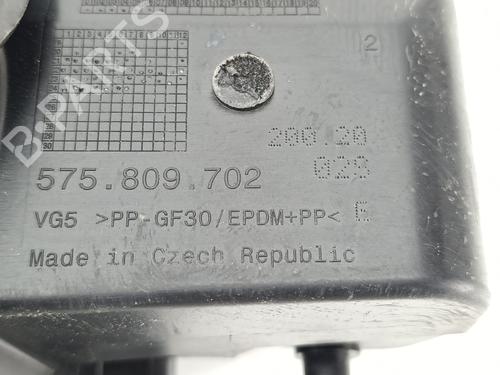 2
200.20
02S
575.809.702
VG5 >PP-GF30/EPDM+PP< E
Made in Czech Republic
B-PARTS